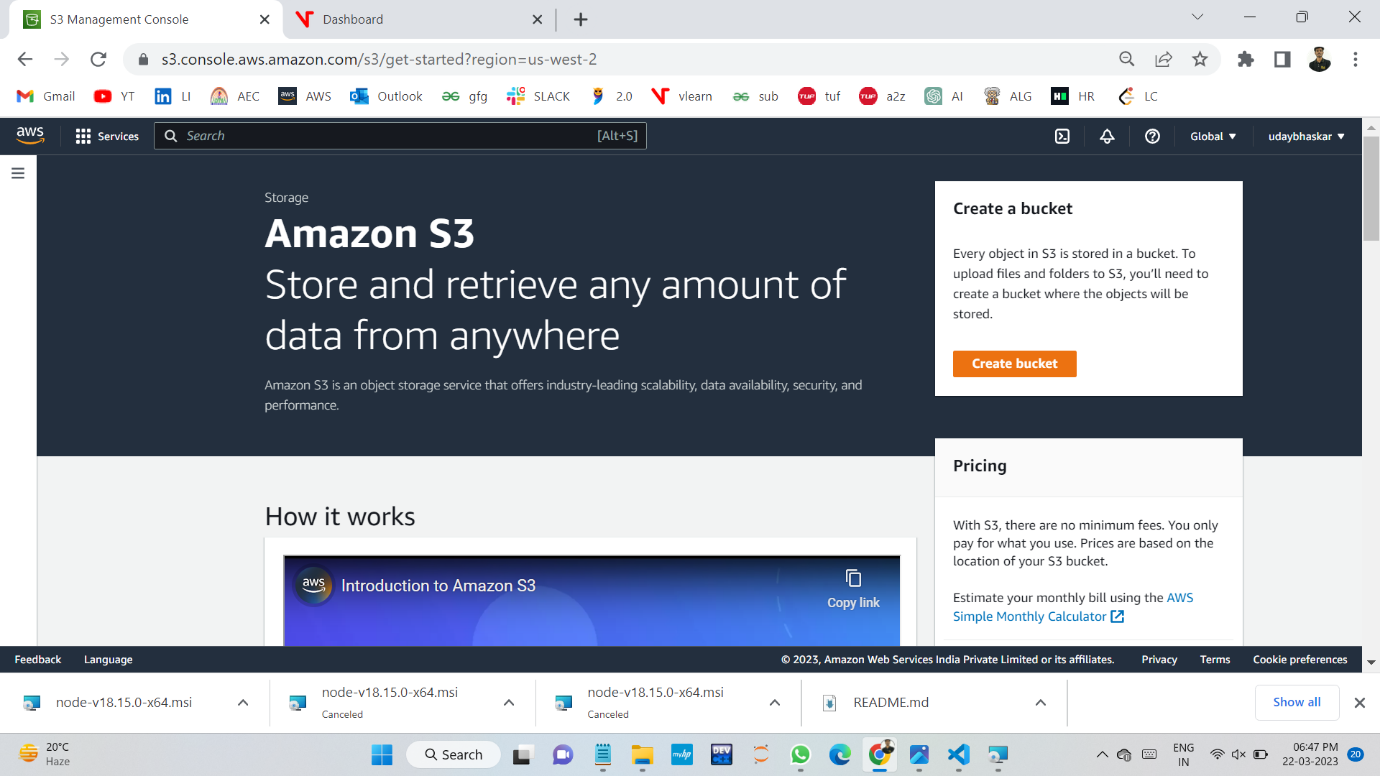 S3 Management Console
Dashboard
s3.console.aws.amazon.com/s3/get-started?region=us-west-2
Gmail
YT
LI
AEC
aws
AWS
Outlook
gfg
SLACK
2.0
vlearn
sub
TUF
tuf
TUF
a2z
AI
ALG
HR
LC
aws
Services
Search
[Alt+S]
Global
udaybhaskar
Storage
Amazon S3
Store and retrieve any amount of
data from anywhere
Amazon S3 is an object storage service that offers industry-leading scalability, data availability, security, and
performance.
Create a bucket
Every object in S3 is stored in a bucket. To
upload files and folders to S3, you'll need to
create a bucket where the objects will be
stored.
Create bucket
Pricing
With S3, there are no minimum fees. You only
pay for what you use. Prices are based on the
location of your S3 bucket.
Estimate your monthly bill using the AWS
Simple Monthly Calculator
How it works
aws
Introduction to Amazon S3
Copy link
Feedback
Language
© 2023, Amazon Web Services India Private Limited or its affiliates.
Privacy
Terms
Cookie preferences
node-v18.15.0-x64.msi
node-v18.15.0-x64.msi
Canceled
node-v18.15.0-x64.msi
Canceled
README.md
Show all
20°C
Haze
Search
myhp
DEV
ENG
IN
06:47 PM
22-03-2023
20